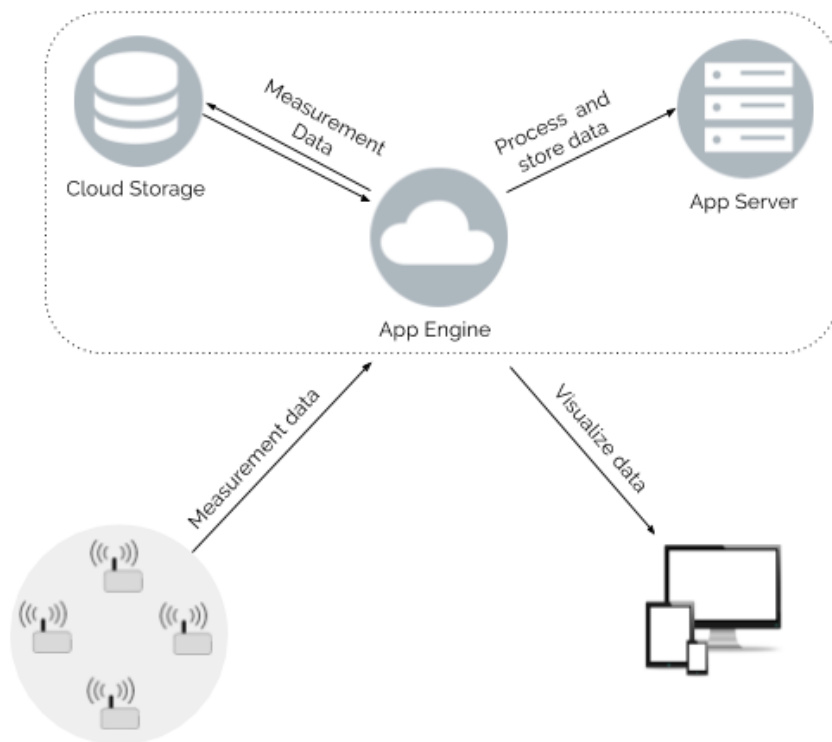 Measurement
Data
Process and
store data
Cloud Storage
App Server
App Engine
Measurement data
Visualize data